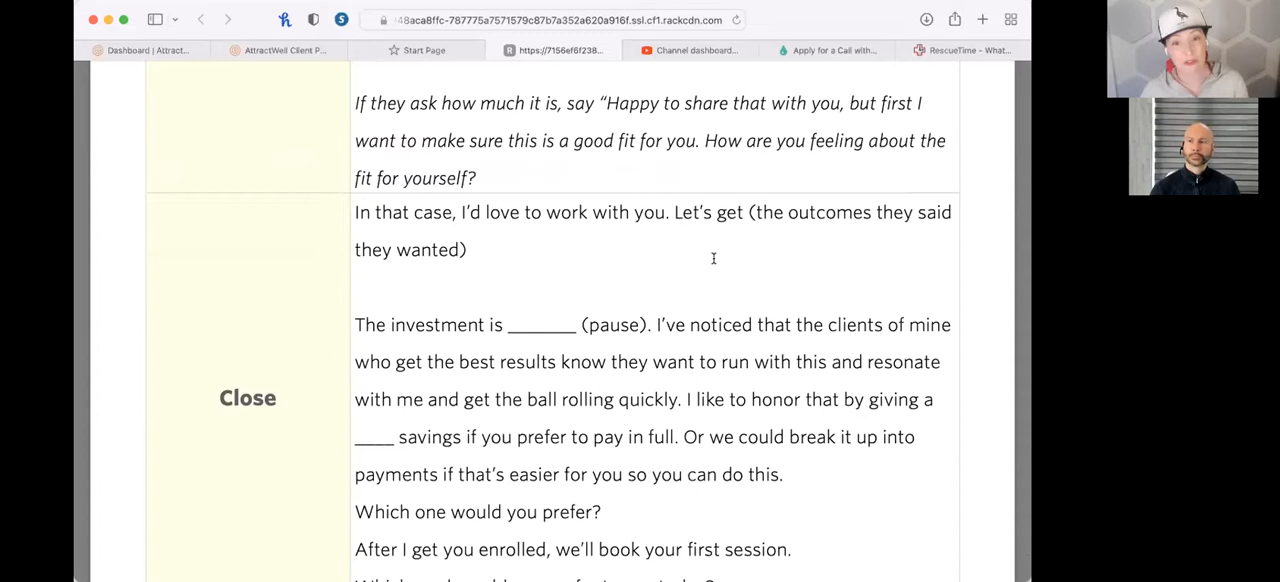 48aca8ffc-787775a7571579c87b7a352a620a916f.ssl.cf1.rackcdn.com
Dashboard | Attract...
AttractWell Client P...
Start Page
https://7156ef6f238...
Channel dashboard...
Apply for a Call with...
RescueTime - What...
If they ask how much it is, say “Happy to share that with you, but first I
want to make sure this is a good fit for you. How are you feeling about the
fit for yourself?
In that case, I’d love to work with you. Let’s get (the outcomes they said
they wanted)
The investment is _______ (pause). I’ve noticed that the clients of mine
who get the best results know they want to run with this and resonate
Close
with me and get the ball rolling quickly. I like to honor that by giving a
____ savings if you prefer to pay in full. Or we could break it up into
payments if that’s easier for you so you can do this.
Which one would you prefer?
After I get you enrolled, we’ll book your first session.